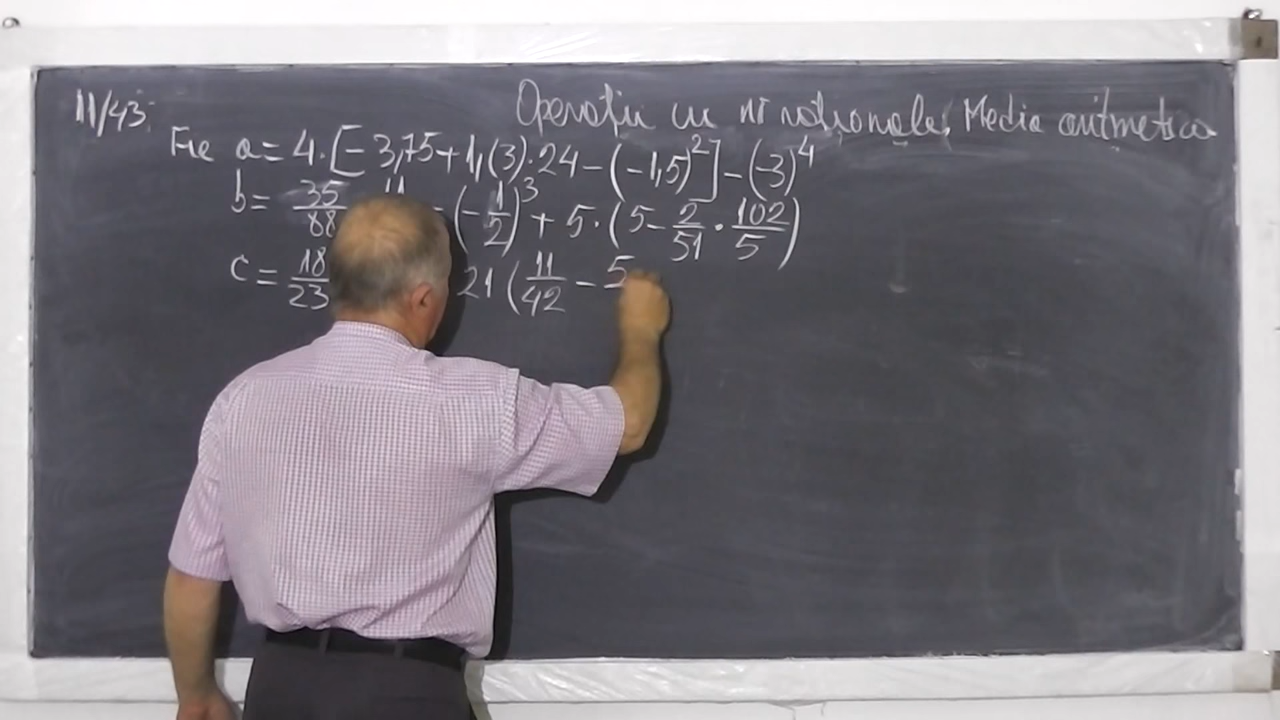 11/43. Operații cu nr raționale, Media aritmetica
Fie a = 4·[-3,75+1,(3)·24-(-1,5)²]-(-3)⁴
b = 35/88 11 -(-1/2)³ + 5·(5-2/51·102/5)
c = 18/23 21(11/42 - 5